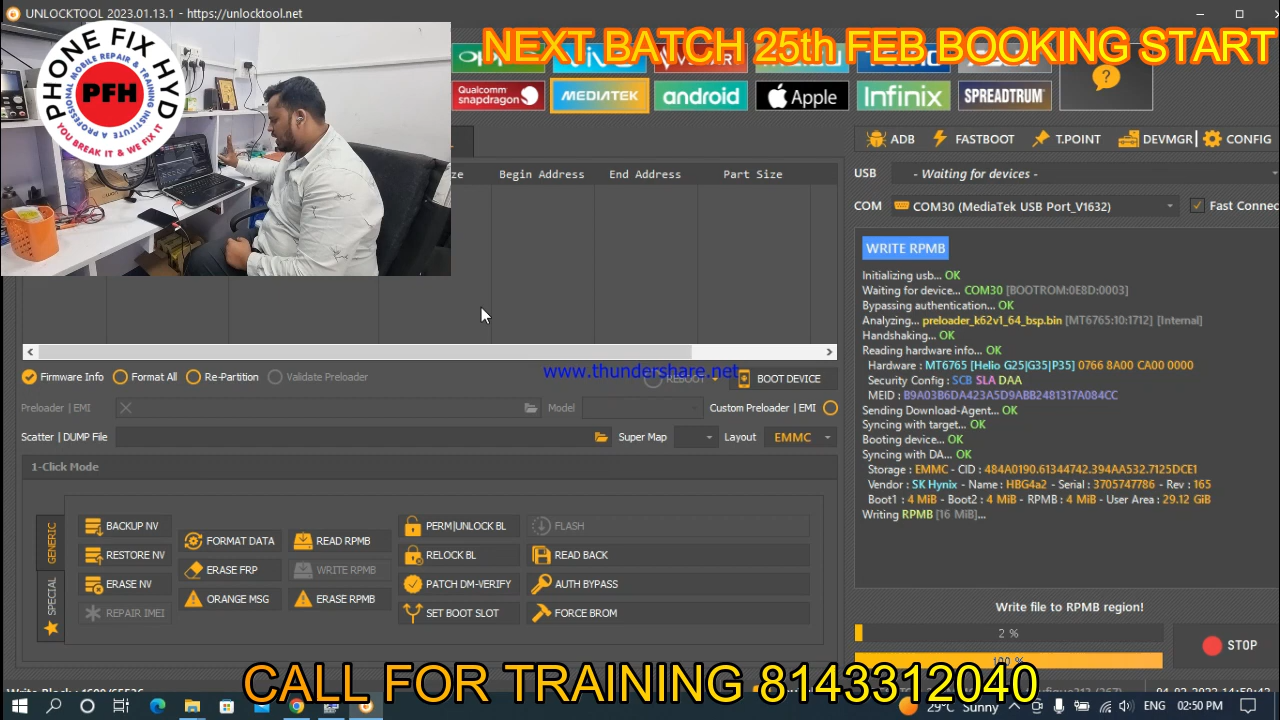 UNLOCKTOOL 2023.01.13.1 - https://unlocktool.net
NEXT BATCH 25th FEB BOOKING START
PHONE FIX HYD
PROFESSIONAL MOBILE REPAIR & TRAINING INSTITUTE
PFH
YOU BREAK IT & WE FIX IT
Qualcomm snapdragon
MEDIATEK
android
Apple
Infinix
SPREADTRUM
?
ADB
FASTBOOT
T.POINT
DEVMGR
CONFIG
Begin Address
End Address
Part Size
USB
- Waiting for devices -
COM
COM30 (MediaTek USB Port_V1632)
Fast Connec
WRITE RPMB
Initializing usb... OK
Waiting for device... COM30 [BOOTROM:0E8D:0003]
Bypassing authentication... OK
Analyzing... preloader_k62v1_64_bsp.bin [MT6765:10:1712] [Internal]
Handshaking... OK
Reading hardware info... OK
Hardware : MT6765 [Helio G25|G35|P35] 0766 8A00 CA00 0000
Security Config : SCB SLA DAA
MEID : B9A03B6DA423A5D9ABB2481317A084CC
Sending Download-Agent... OK
Syncing with target... OK
Booting device... OK
Syncing with DA... OK
Storage : EMMC - CID : 484A0190.61344742.394AA532.7125DCE1
Vendor : SK Hynix - Name : HBG4a2 - Serial : 3705747786 - Rev : 165
Boot1 : 4 MiB - Boot2 : 4 MiB - RPMB : 4 MiB - User Area : 29.12 GiB
Writing RPMB [16 MiB]...
Firmware Info
Format All
Re-Partition
Validate Preloader
www.thundershare.net
REBOOT
BOOT DEVICE
Preloader | EMI
Model
Custom Preloader | EMI
Scatter | DUMP File
Super Map
Layout
EMMC
1-Click Mode
GENERIC
SPECIAL
BACKUP NV
RESTORE NV
ERASE NV
REPAIR IMEI
FORMAT DATA
ERASE FRP
ORANGE MSG
READ RPMB
WRITE RPMB
ERASE RPMB
PERM|UNLOCK BL
RELOCK BL
PATCH DM-VERIFY
SET BOOT SLOT
FLASH
READ BACK
AUTH BYPASS
FORCE BROM
Write file to RPMB region!
2 %
100 %
STOP
CALL FOR TRAINING 8143312040
29°C Sunny
ENG
02:50 PM